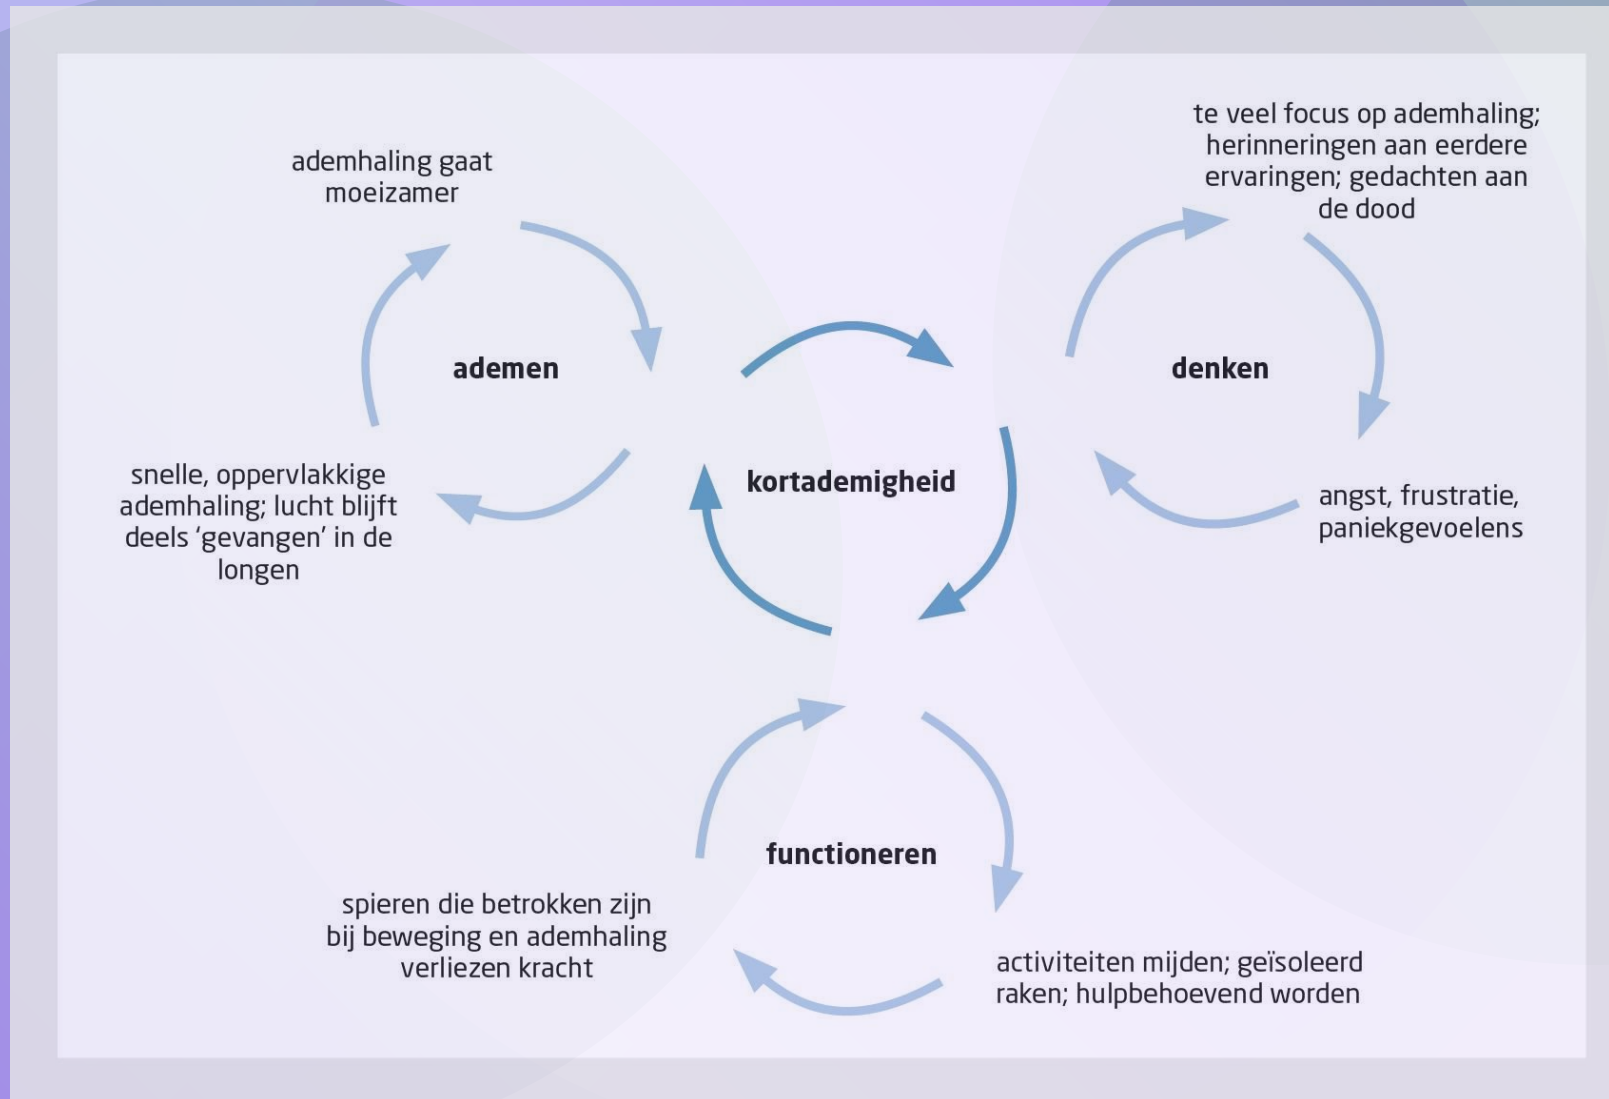 ademhaling gaat
moeizamer
ademen
snelle, oppervlakkige
ademhaling; lucht blijft
deels ‘gevangen’ in de
longen
te veel focus op ademhaling;
herinneringen aan eerdere
ervaringen; gedachten aan
de dood
denken
angst, frustratie,
paniekgevoelens
kortademigheid
functioneren
spieren die betrokken zijn
bij beweging en ademhaling
verliezen kracht
activiteiten mijden; geïsoleerd
raken; hulpbehoevend worden